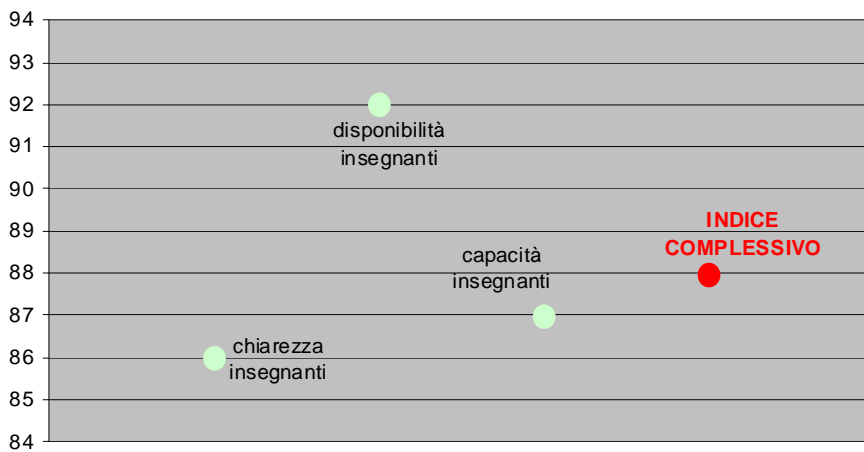 94
93
92
91
90
89
88
87
86
85
84
disponibilità
insegnanti
INDICE
COMPLESSIVO
capacità
insegnanti
chiarezza
insegnanti